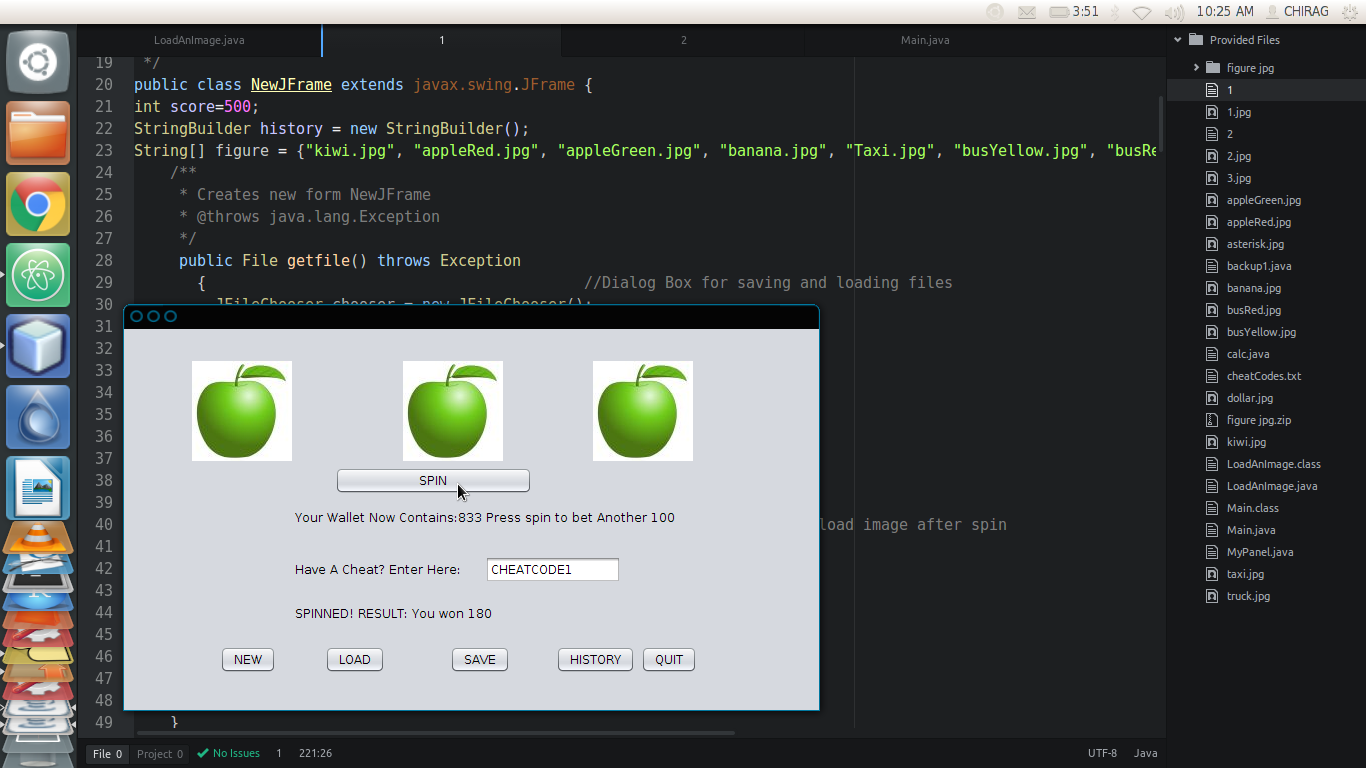 3:51
10:25 AM
CHIRAG
LoadAnImage.java
1
2
Main.java
19 */
20 public class NewJFrame extends javax.swing.JFrame {
21 int score=500;
22 StringBuilder history = new StringBuilder();
23 String[] figure = {"kiwi.jpg", "appleRed.jpg", "appleGreen.jpg", "banana.jpg", "Taxi.jpg", "busYellow.jpg", "busRe
24 /**
25 * Creates new form NewJFrame
26 * @throws java.lang.Exception
27 */
28 public File getfile() throws Exception
29 { //Dialog Box for saving and loading files
30 JFileChooser chooser = new JFileChooser();
31
32
33
34
35
36
37
38
39
40 load image after spin
41
42
43
44
45
46
47
48
49 }
SPIN
Your Wallet Now Contains:833 Press spin to bet Another 100
Have A Cheat? Enter Here: CHEATCODE1
SPINNED! RESULT: You won 180
NEW LOAD SAVE HISTORY QUIT
Provided Files
figure jpg
1
1.jpg
2
2.jpg
3.jpg
appleGreen.jpg
appleRed.jpg
asterisk.jpg
backup1.java
banana.jpg
busRed.jpg
busYellow.jpg
calc.java
cheatCodes.txt
dollar.jpg
figure jpg.zip
kiwi.jpg
LoadAnImage.class
LoadAnImage.java
Main.class
Main.java
MyPanel.java
taxi.jpg
truck.jpg
File 0 Project 0 No Issues 1 221:26 UTF-8 Java